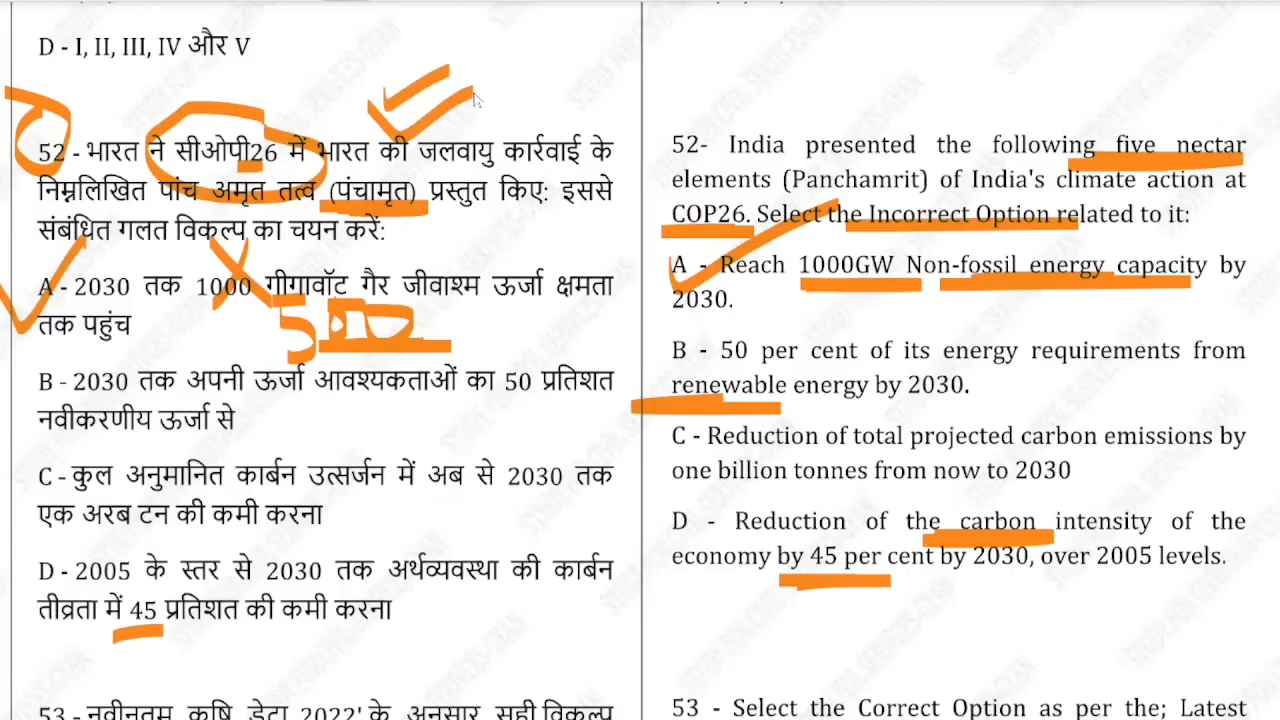 D - I, II, III, IV और V
52 - भारत ने सीओपी26 में भारत की जलवायु कार्रवाई के
निम्नलिखित पांच अमृत तत्व (पंचामृत) प्रस्तुत किए: इससे
संबंधित गलत विकल्प का चयन करें:
A - 2030 तक 1000 गीगावॉट गैर जीवाश्म ऊर्जा क्षमता
तक पहुंच
500
B - 2030 तक अपनी ऊर्जा आवश्यकताओं का 50 प्रतिशत
नवीकरणीय ऊर्जा से
C - कुल अनुमानित कार्बन उत्सर्जन में अब से 2030 तक
एक अरब टन की कमी करना
D - 2005 के स्तर से 2030 तक अर्थव्यवस्था की कार्बन
तीव्रता में 45 प्रतिशत की कमी करना
53 - नवीनतम कृषि डेटा 2022' के अनुसार सही विकल्प
52- India presented the following five nectar
elements (Panchamrit) of India's climate action at
COP26. Select the Incorrect Option related to it:
A - Reach 1000GW Non-fossil energy capacity by
2030.
B - 50 per cent of its energy requirements from
renewable energy by 2030.
C - Reduction of total projected carbon emissions by
one billion tonnes from now to 2030
D - Reduction of the carbon intensity of the
economy by 45 per cent by 2030, over 2005 levels.
53 - Select the Correct Option as per the; Latest